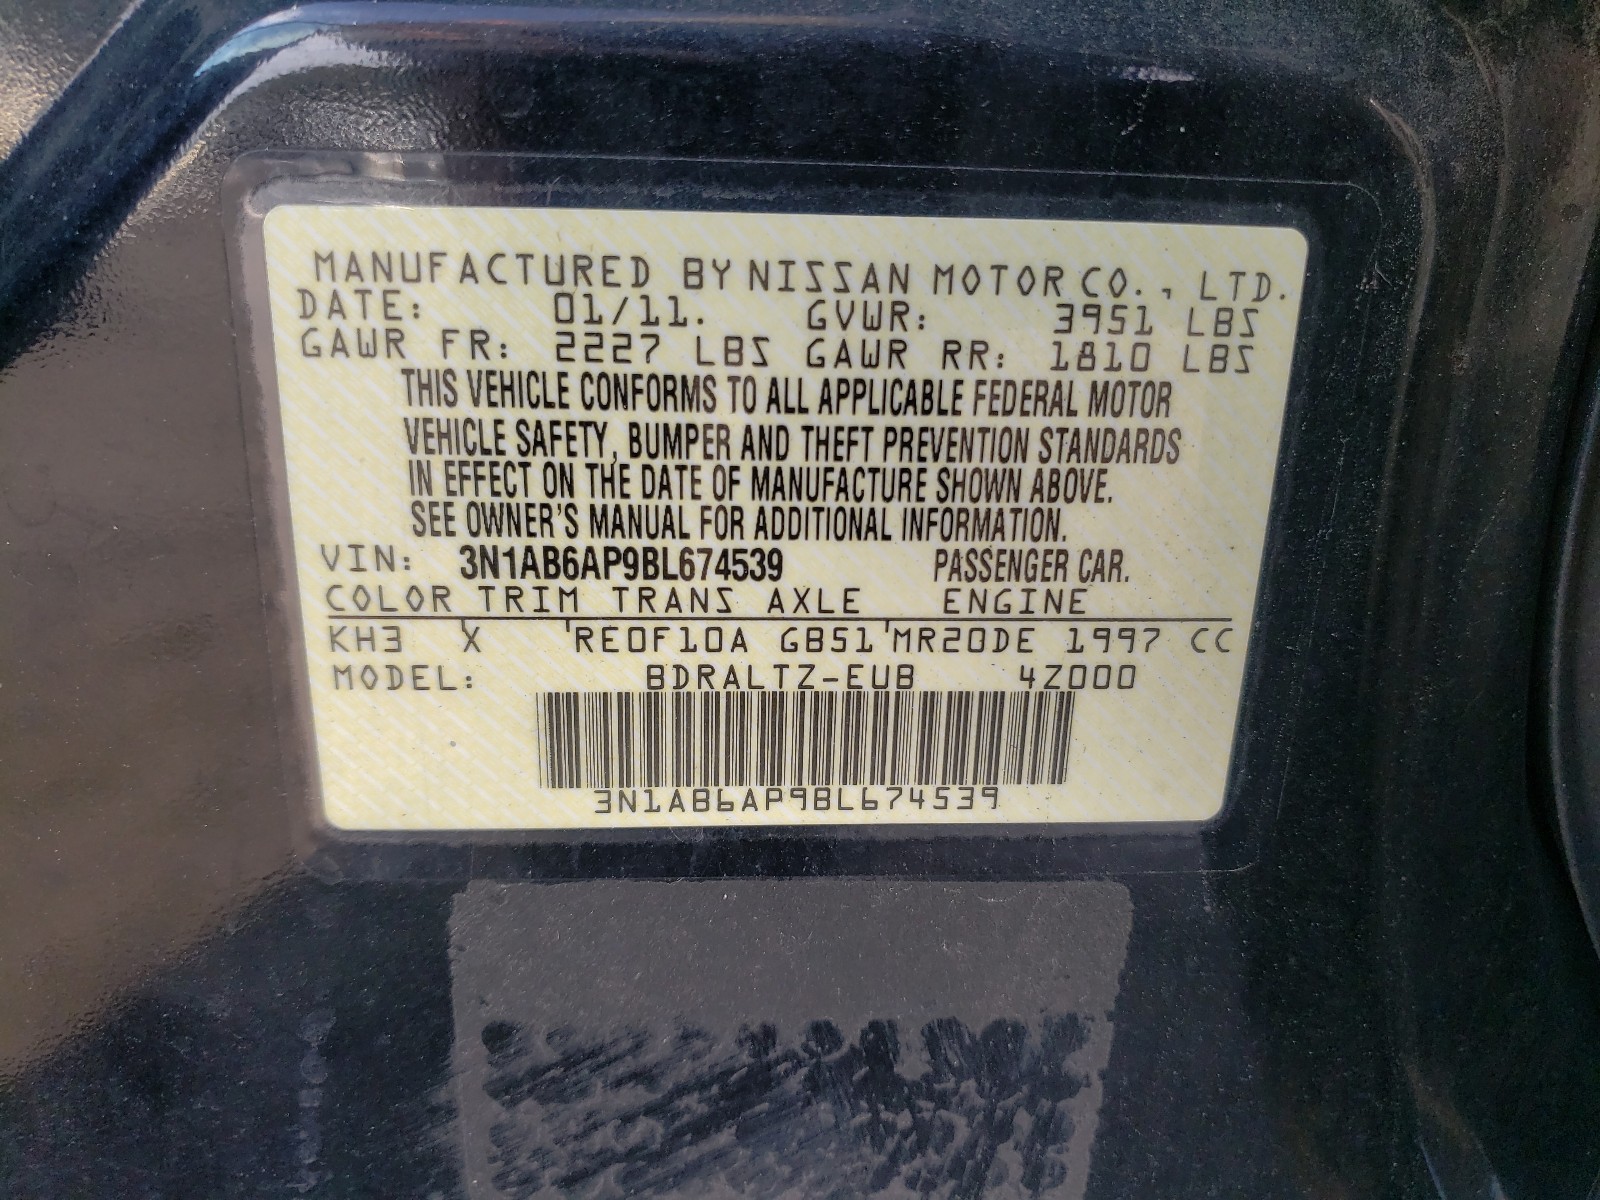 MANUFACTURED BY NISSAN MOTOR CO., LTD.
DATE: 01/11. GVWR: 3951 LBS
GAWR FR: 2227 LBS GAWR RR: 1810 LBS
THIS VEHICLE CONFORMS TO ALL APPLICABLE FEDERAL MOTOR
VEHICLE SAFETY, BUMPER AND THEFT PREVENTION STANDARDS
IN EFFECT ON THE DATE OF MANUFACTURE SHOWN ABOVE.
SEE OWNER'S MANUAL FOR ADDITIONAL INFORMATION.
VIN: 3N1AB6AP9BL674539 PASSENGER CAR.
COLOR TRIM TRANS AXLE ENGINE
KH3 X RE0F10A GB51 MR20DE 1997 CC
MODEL: BDRALTZ-EUB 4Z000
3N1AB6AP9BL674539